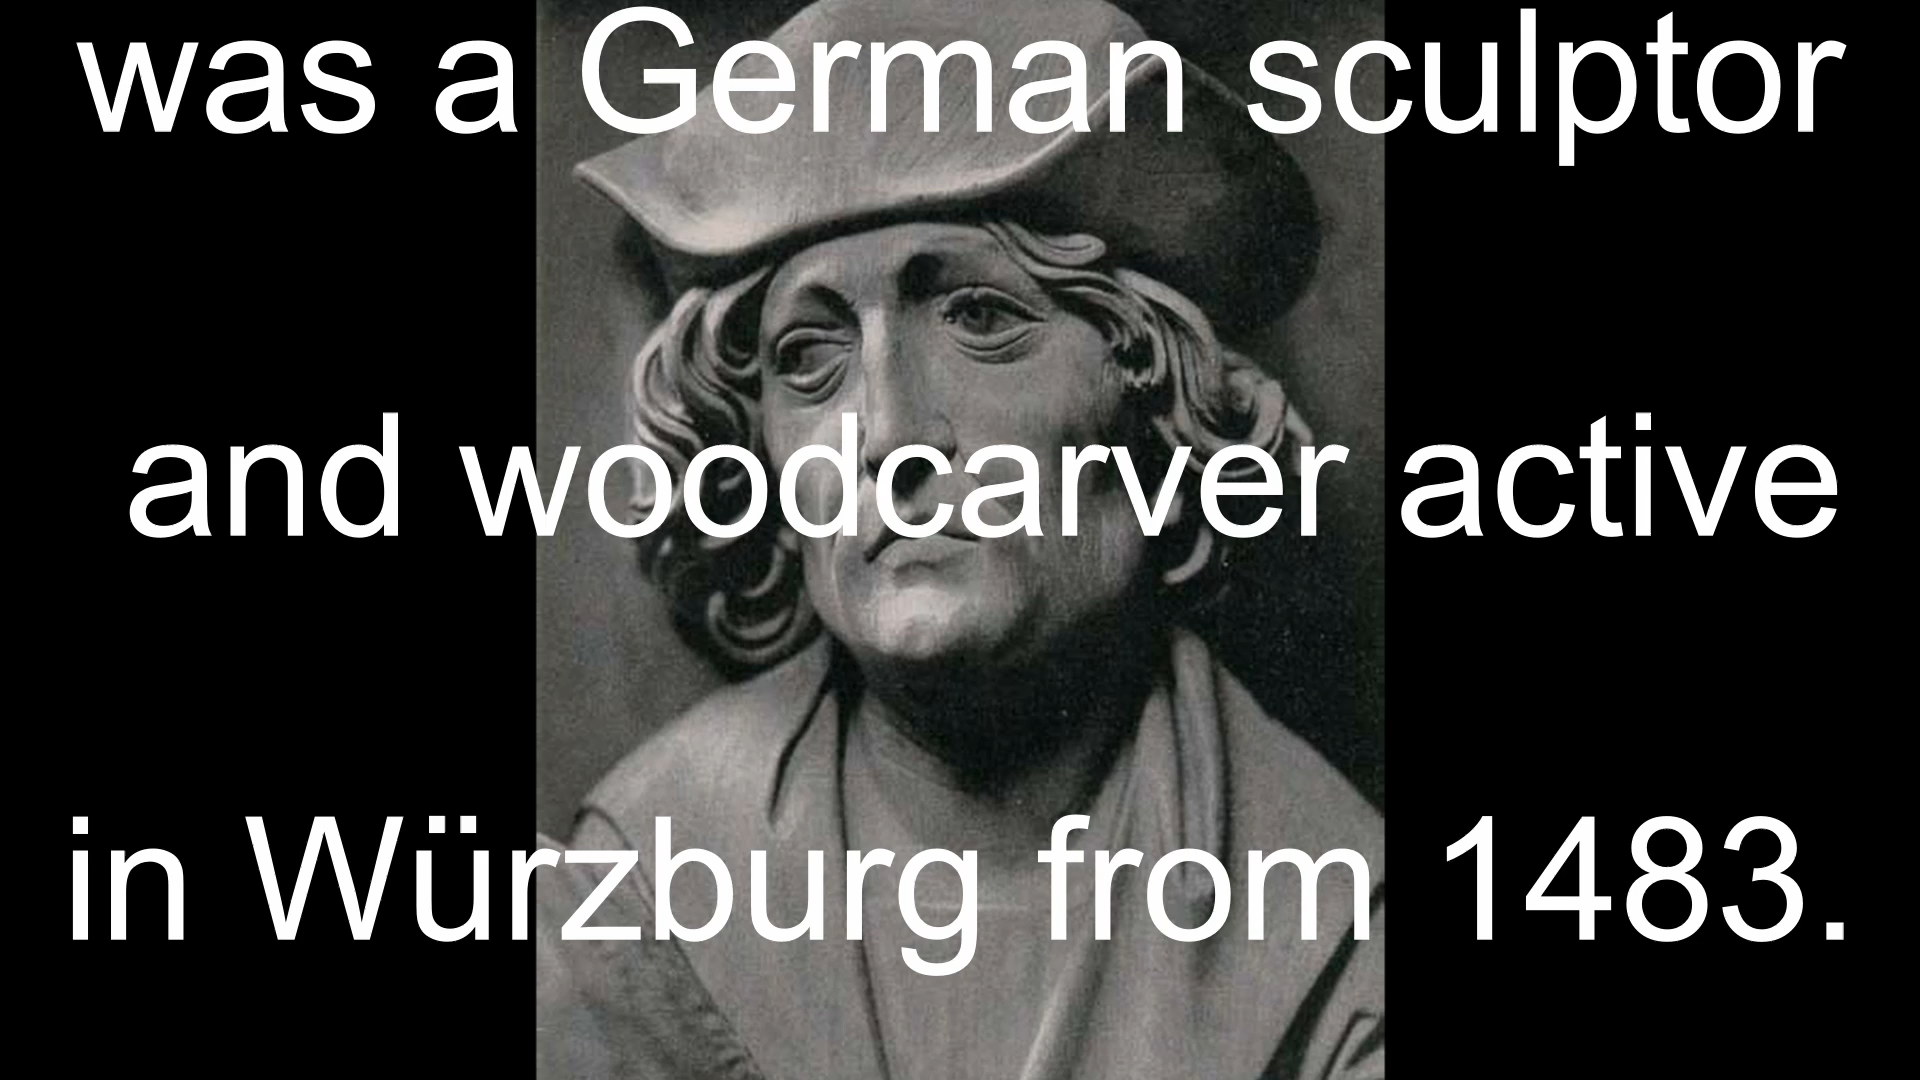 was a German sculptor
and woodcarver active
in Würzburg from 1483.